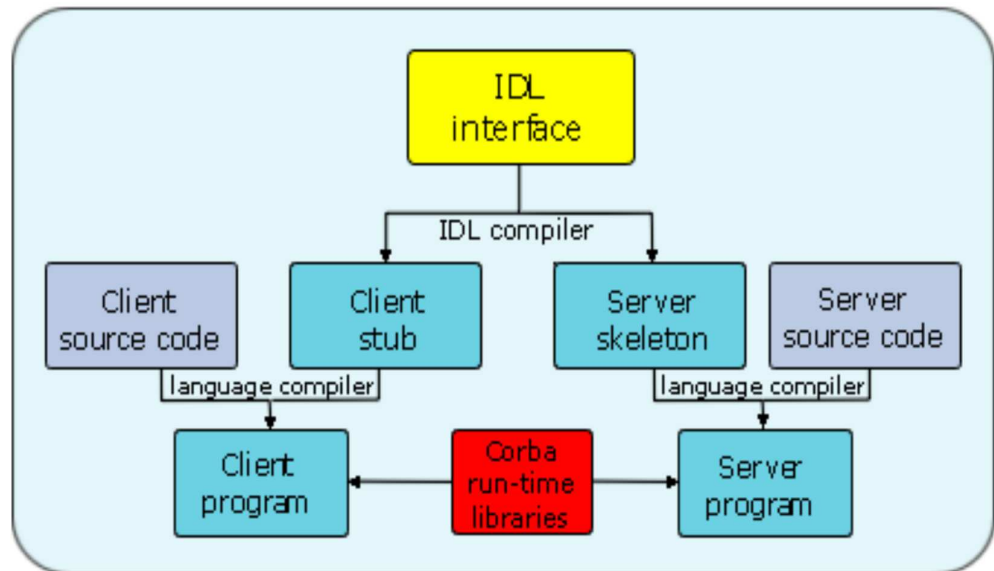 IDL
interface
IDL compiler
Client
source code
Client
stub
Server
skeleton
Server
source code
language compiler
language compiler
Client
program
Corba
run-time
libraries
Server
program